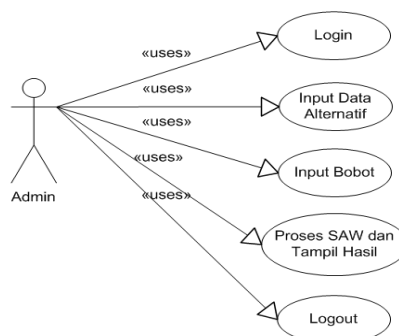 Login
«uses»
«uses»
Input Data
Alternatif
«uses»
Input Bobot
«uses»
Admin
«uses»
Proses SAW dan
Tampil Hasil
Logout